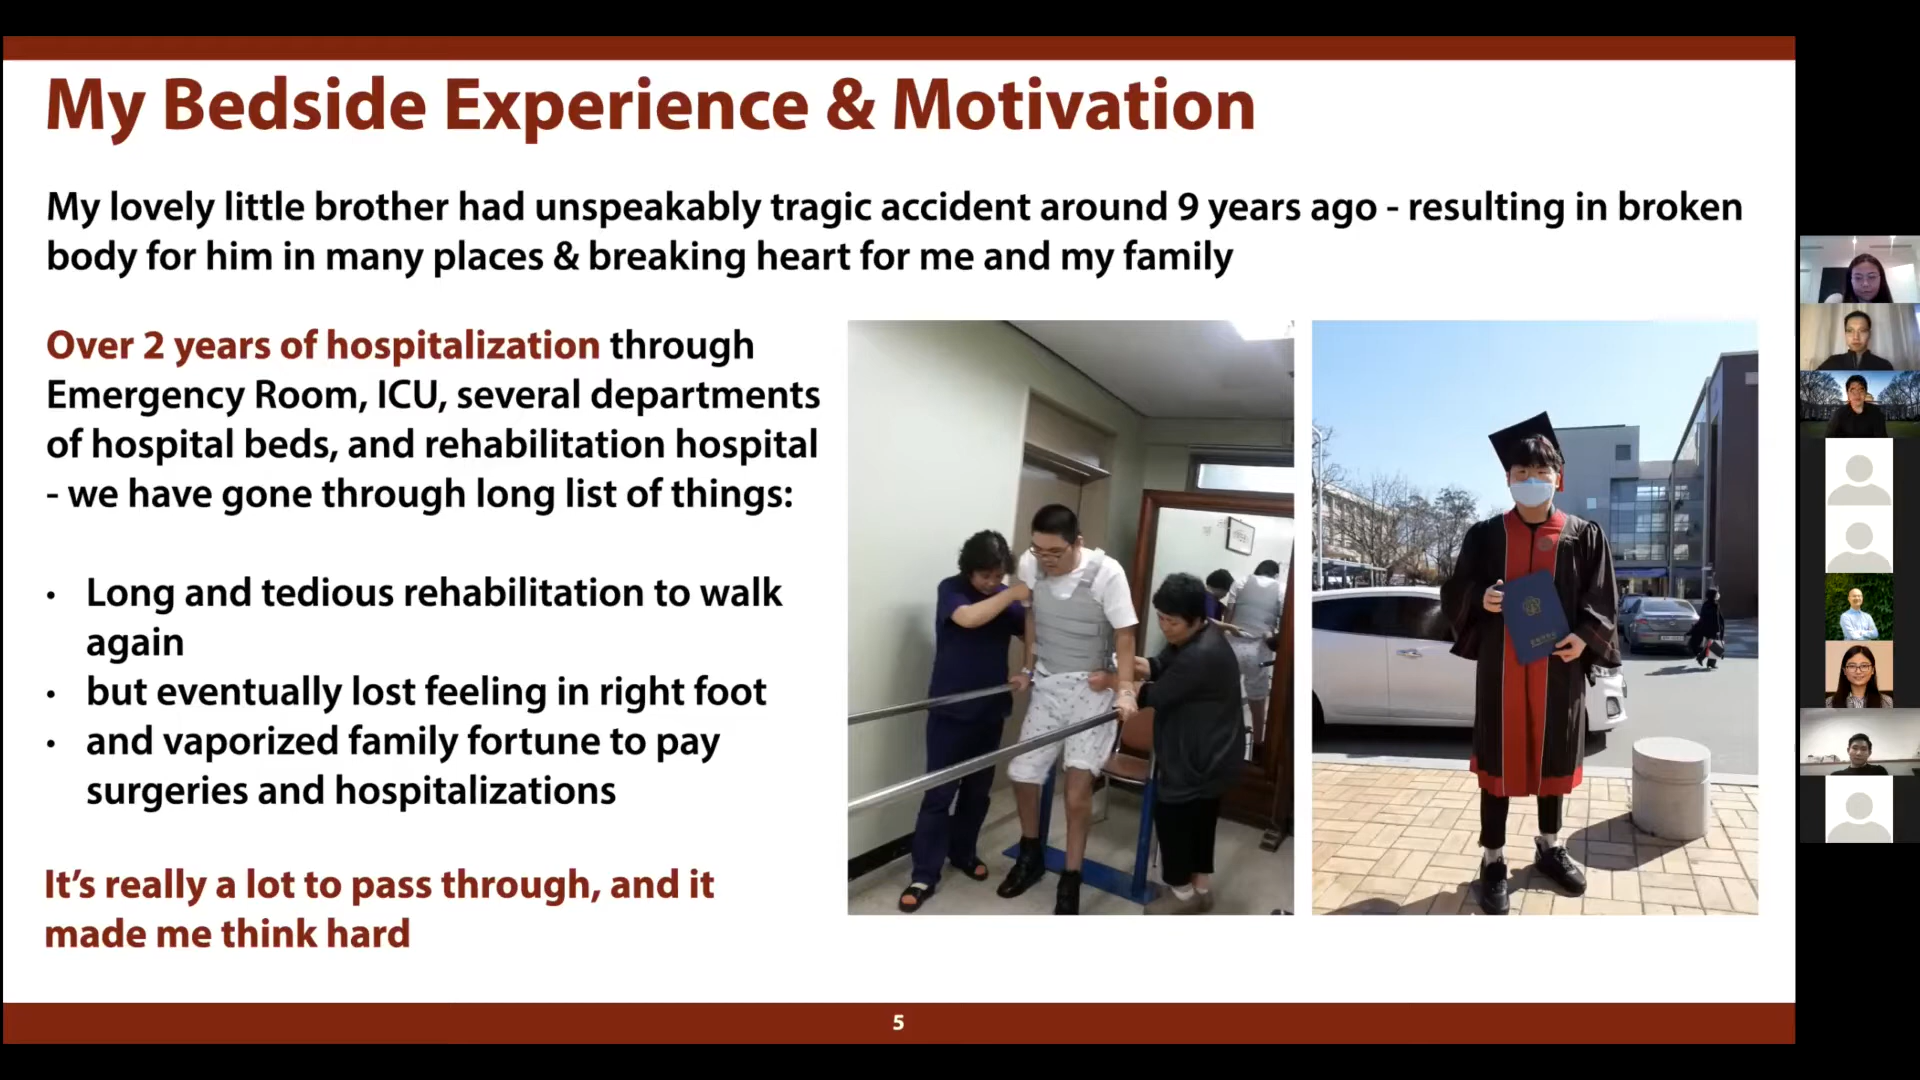 My Bedside Experience & Motivation
My lovely little brother had unspeakably tragic accident around 9 years ago - resulting in broken
body for him in many places & breaking heart for me and my family
Over 2 years of hospitalization through
Emergency Room, ICU, several departments
of hospital beds, and rehabilitation hospital
- we have gone through long list of things:
• Long and tedious rehabilitation to walk
again
• but eventually lost feeling in right foot
• and vaporized family fortune to pay
surgeries and hospitalizations
It’s really a lot to pass through, and it
made me think hard
5